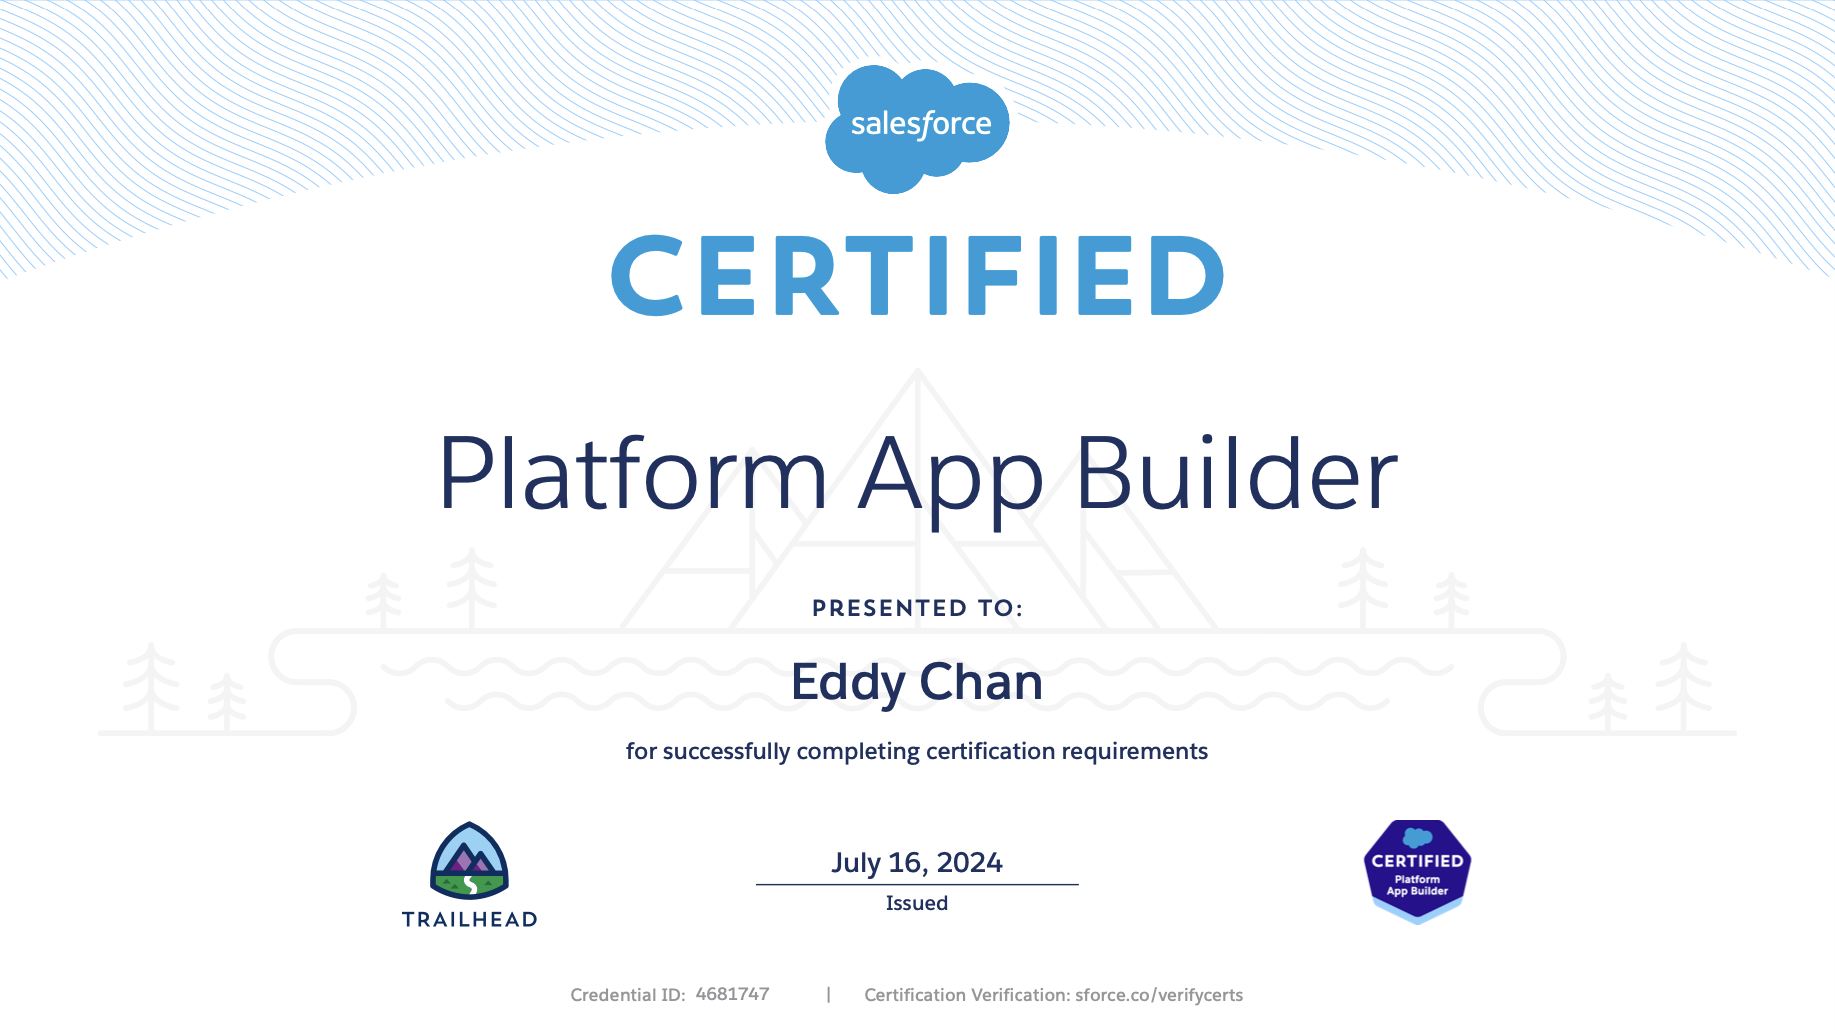 salesforce
CERTIFIED
Platform App Builder
PRESENTED TO:
Eddy Chan
for successfully completing certification requirements
TRAILHEAD
July 16, 2024
Issued
CERTIFIED
Platform
App Builder
Credential ID: 4681747 | Certification Verification: sforce.co/verifycerts